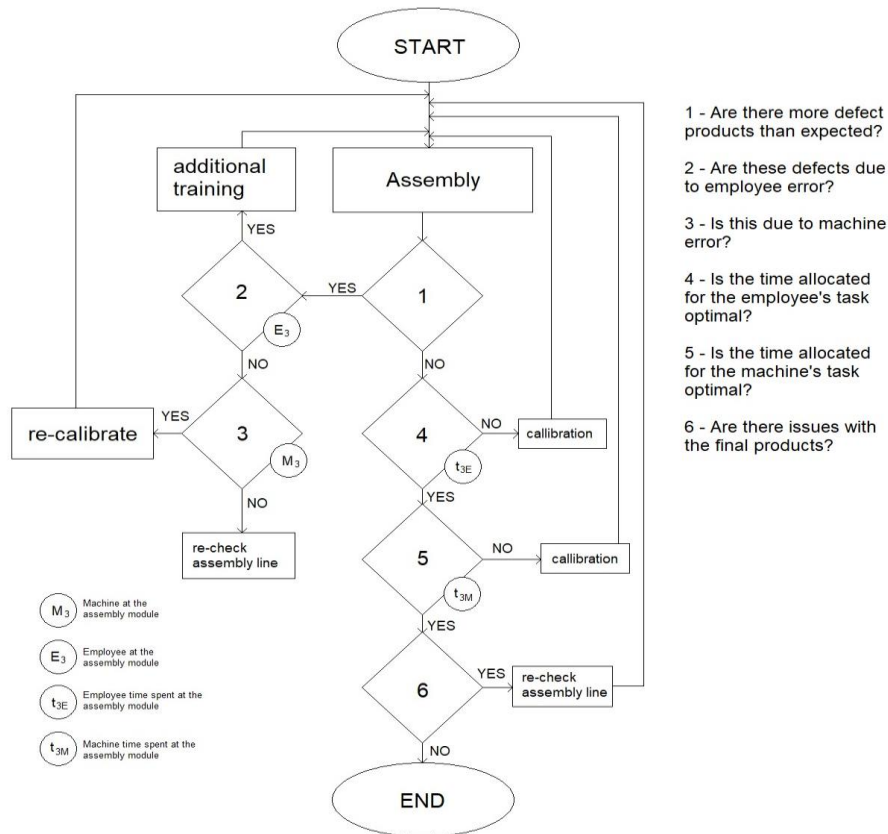 START
1 - Are there more defect
products than expected?
2 - Are these defects due
to employee error?
3 - Is this due to machine
error?
4 - Is the time allocated
for the employee's task
optimal?
5 - Is the time allocated
for the machine's task
optimal?
6 - Are there issues with
the final products?
additional
training
Assembly
YES
2
YES
1
E3
NO
NO
re-calibrate
YES
3
M3
4
NO
callibration
t3E
YES
NO
re-check
assembly line
5
NO
callibration
t3M
YES
6
YES
re-check
assembly line
NO
END
M3
Machine at the
assembly module
E3
Employee at the
assembly module
t3E
Employee time spent at the
assembly module
t3M
Machine time spent at the
assembly module